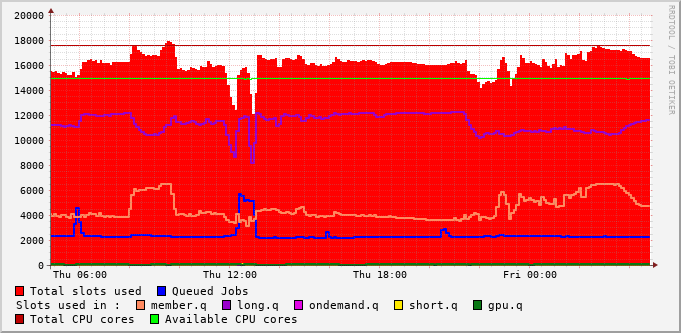 20000
18000
16000
14000
12000
10000
8000
6000
4000
2000
0
Thu 06:00 Thu 12:00 Thu 18:00 Fri 00:00
RRDTOOL / TOBI OETIKER
Total slots used Queued Jobs
Slots used in : member.q long.q ondemand.q short.q gpu.q
Total CPU cores Available CPU cores